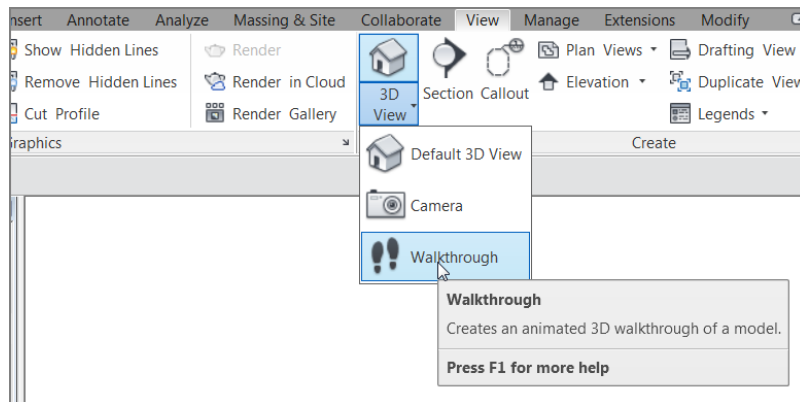 nsert Annotate Analyze Massing & Site Collaborate View Manage Extensions Modify
Show Hidden Lines
Remove Hidden Lines
Cut Profile
Graphics
Render
Render in Cloud
Render Gallery
3D
View
Section
Callout
Plan Views
Elevation
Drafting View
Duplicate View
Legends
Create
Default 3D View
Camera
Walkthrough
Walkthrough
Creates an animated 3D walkthrough of a model.
Press F1 for more help